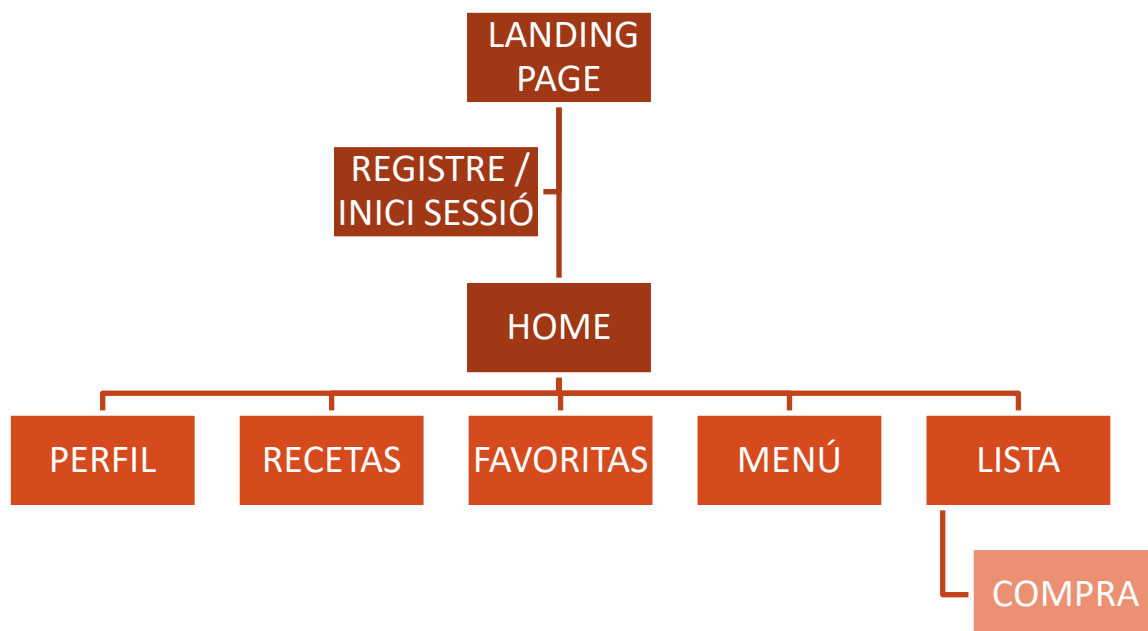 LANDING
PAGE
REGISTRE /
INICI SESSIÓ
HOME
PERFIL
RECETAS
FAVORITAS
MENÚ
LISTA
COMPRA